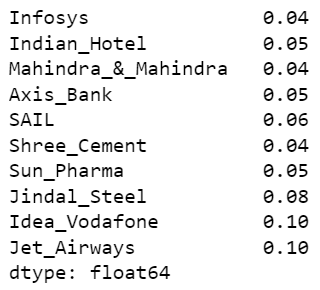 Infosys 0.04
Indian_Hotel 0.05
Mahindra_&_Mahindra 0.04
Axis_Bank 0.05
SAIL 0.06
Shree_Cement 0.04
Sun_Pharma 0.05
Jindal_Steel 0.08
Idea_Vodafone 0.10
Jet_Airways 0.10
dtype: float64